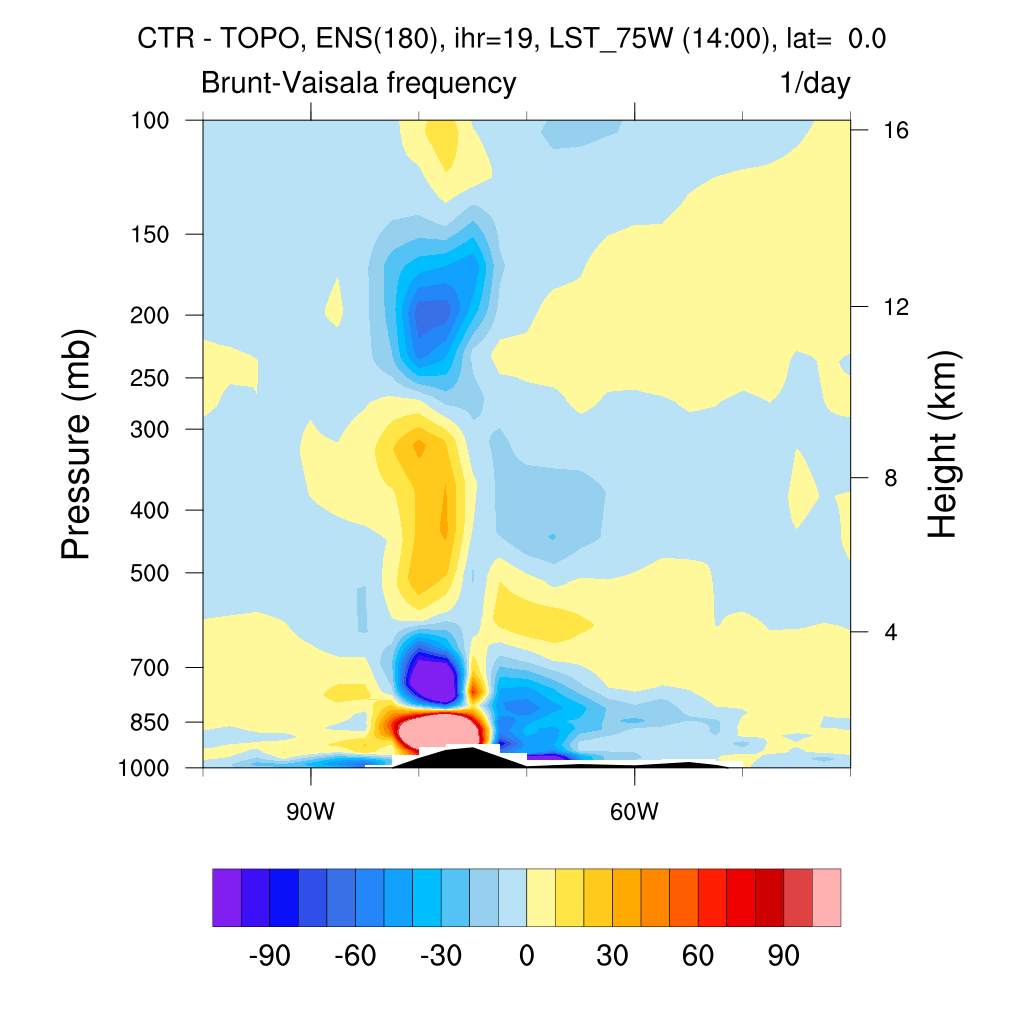 CTR - TOPO, ENS(180), ihr=19, LST_75W (14:00), lat=  0.0
Brunt-Vaisala frequency 1/day
100
150
200
250
300
400
500
700
850
1000
Pressure (mb)
16
12
8
4
Height (km)
90W 60W
-90 -60 -30 0 30 60 90